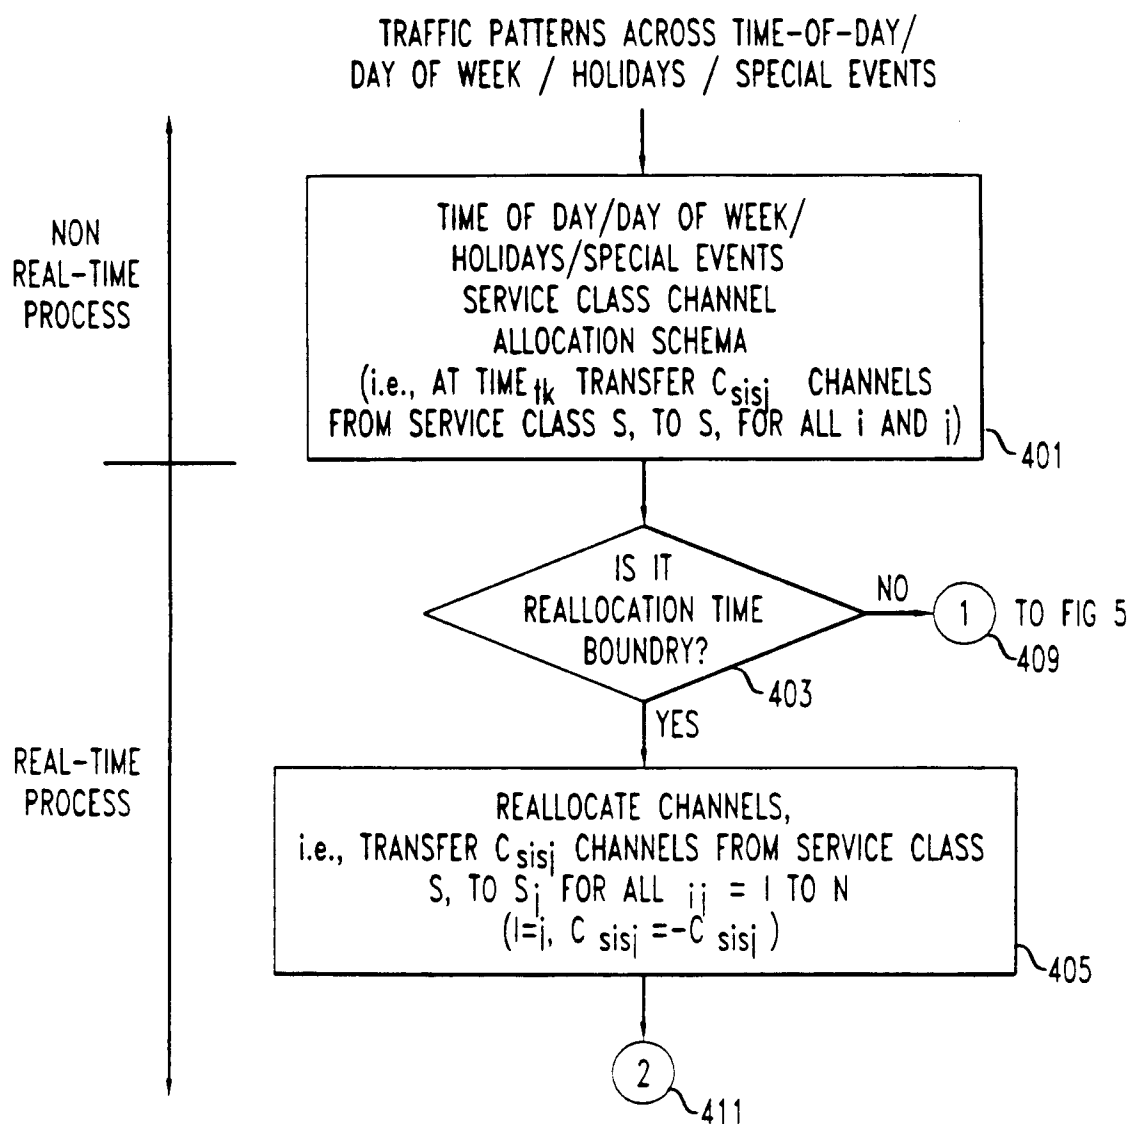 TRAFFIC PATTERNS ACROSS TIME-OF-DAY/
DAY OF WEEK / HOLIDAYS / SPECIAL EVENTS
NON
REAL-TIME
PROCESS
TIME OF DAY/DAY OF WEEK/
HOLIDAYS/SPECIAL EVENTS
SERVICE CLASS CHANNEL
ALLOCATION SCHEMA
(i.e., AT TIME tk TRANSFER C sisj CHANNELS
FROM SERVICE CLASS S, TO S, FOR ALL i AND j)
401
IS IT
REALLOCATION TIME
BOUNDRY?
403
NO
1
TO FIG 5
409
YES
REAL-TIME
PROCESS
REALLOCATE CHANNELS,
i.e., TRANSFER C sisj CHANNELS FROM SERVICE CLASS
S, TO Sj FOR ALL ij = I TO N
(I=j, C sisj =-C sisj )
405
2
411